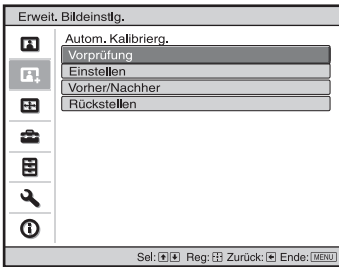 Erweit. Bildeinstlg.
Autom. Kalibrierg.
Vorprüfung
Einstellen
Vorher/Nachher
Rückstellen
Sel: Reg: Zurück: Ende: MENU